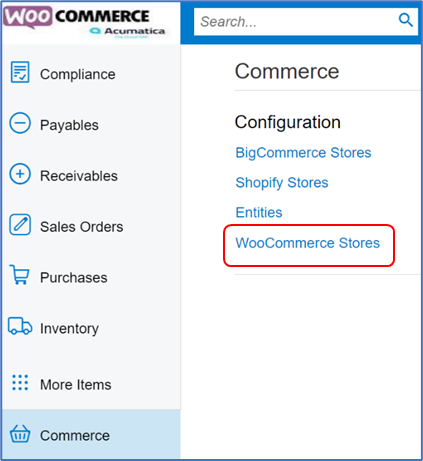 WOO COMMERCE
Acumatica
Search...
Compliance
Payables
Receivables
Sales Orders
Purchases
Inventory
More Items
Commerce
Commerce
Configuration
BigCommerce Stores
Shopify Stores
Entities
WooCommerce Stores